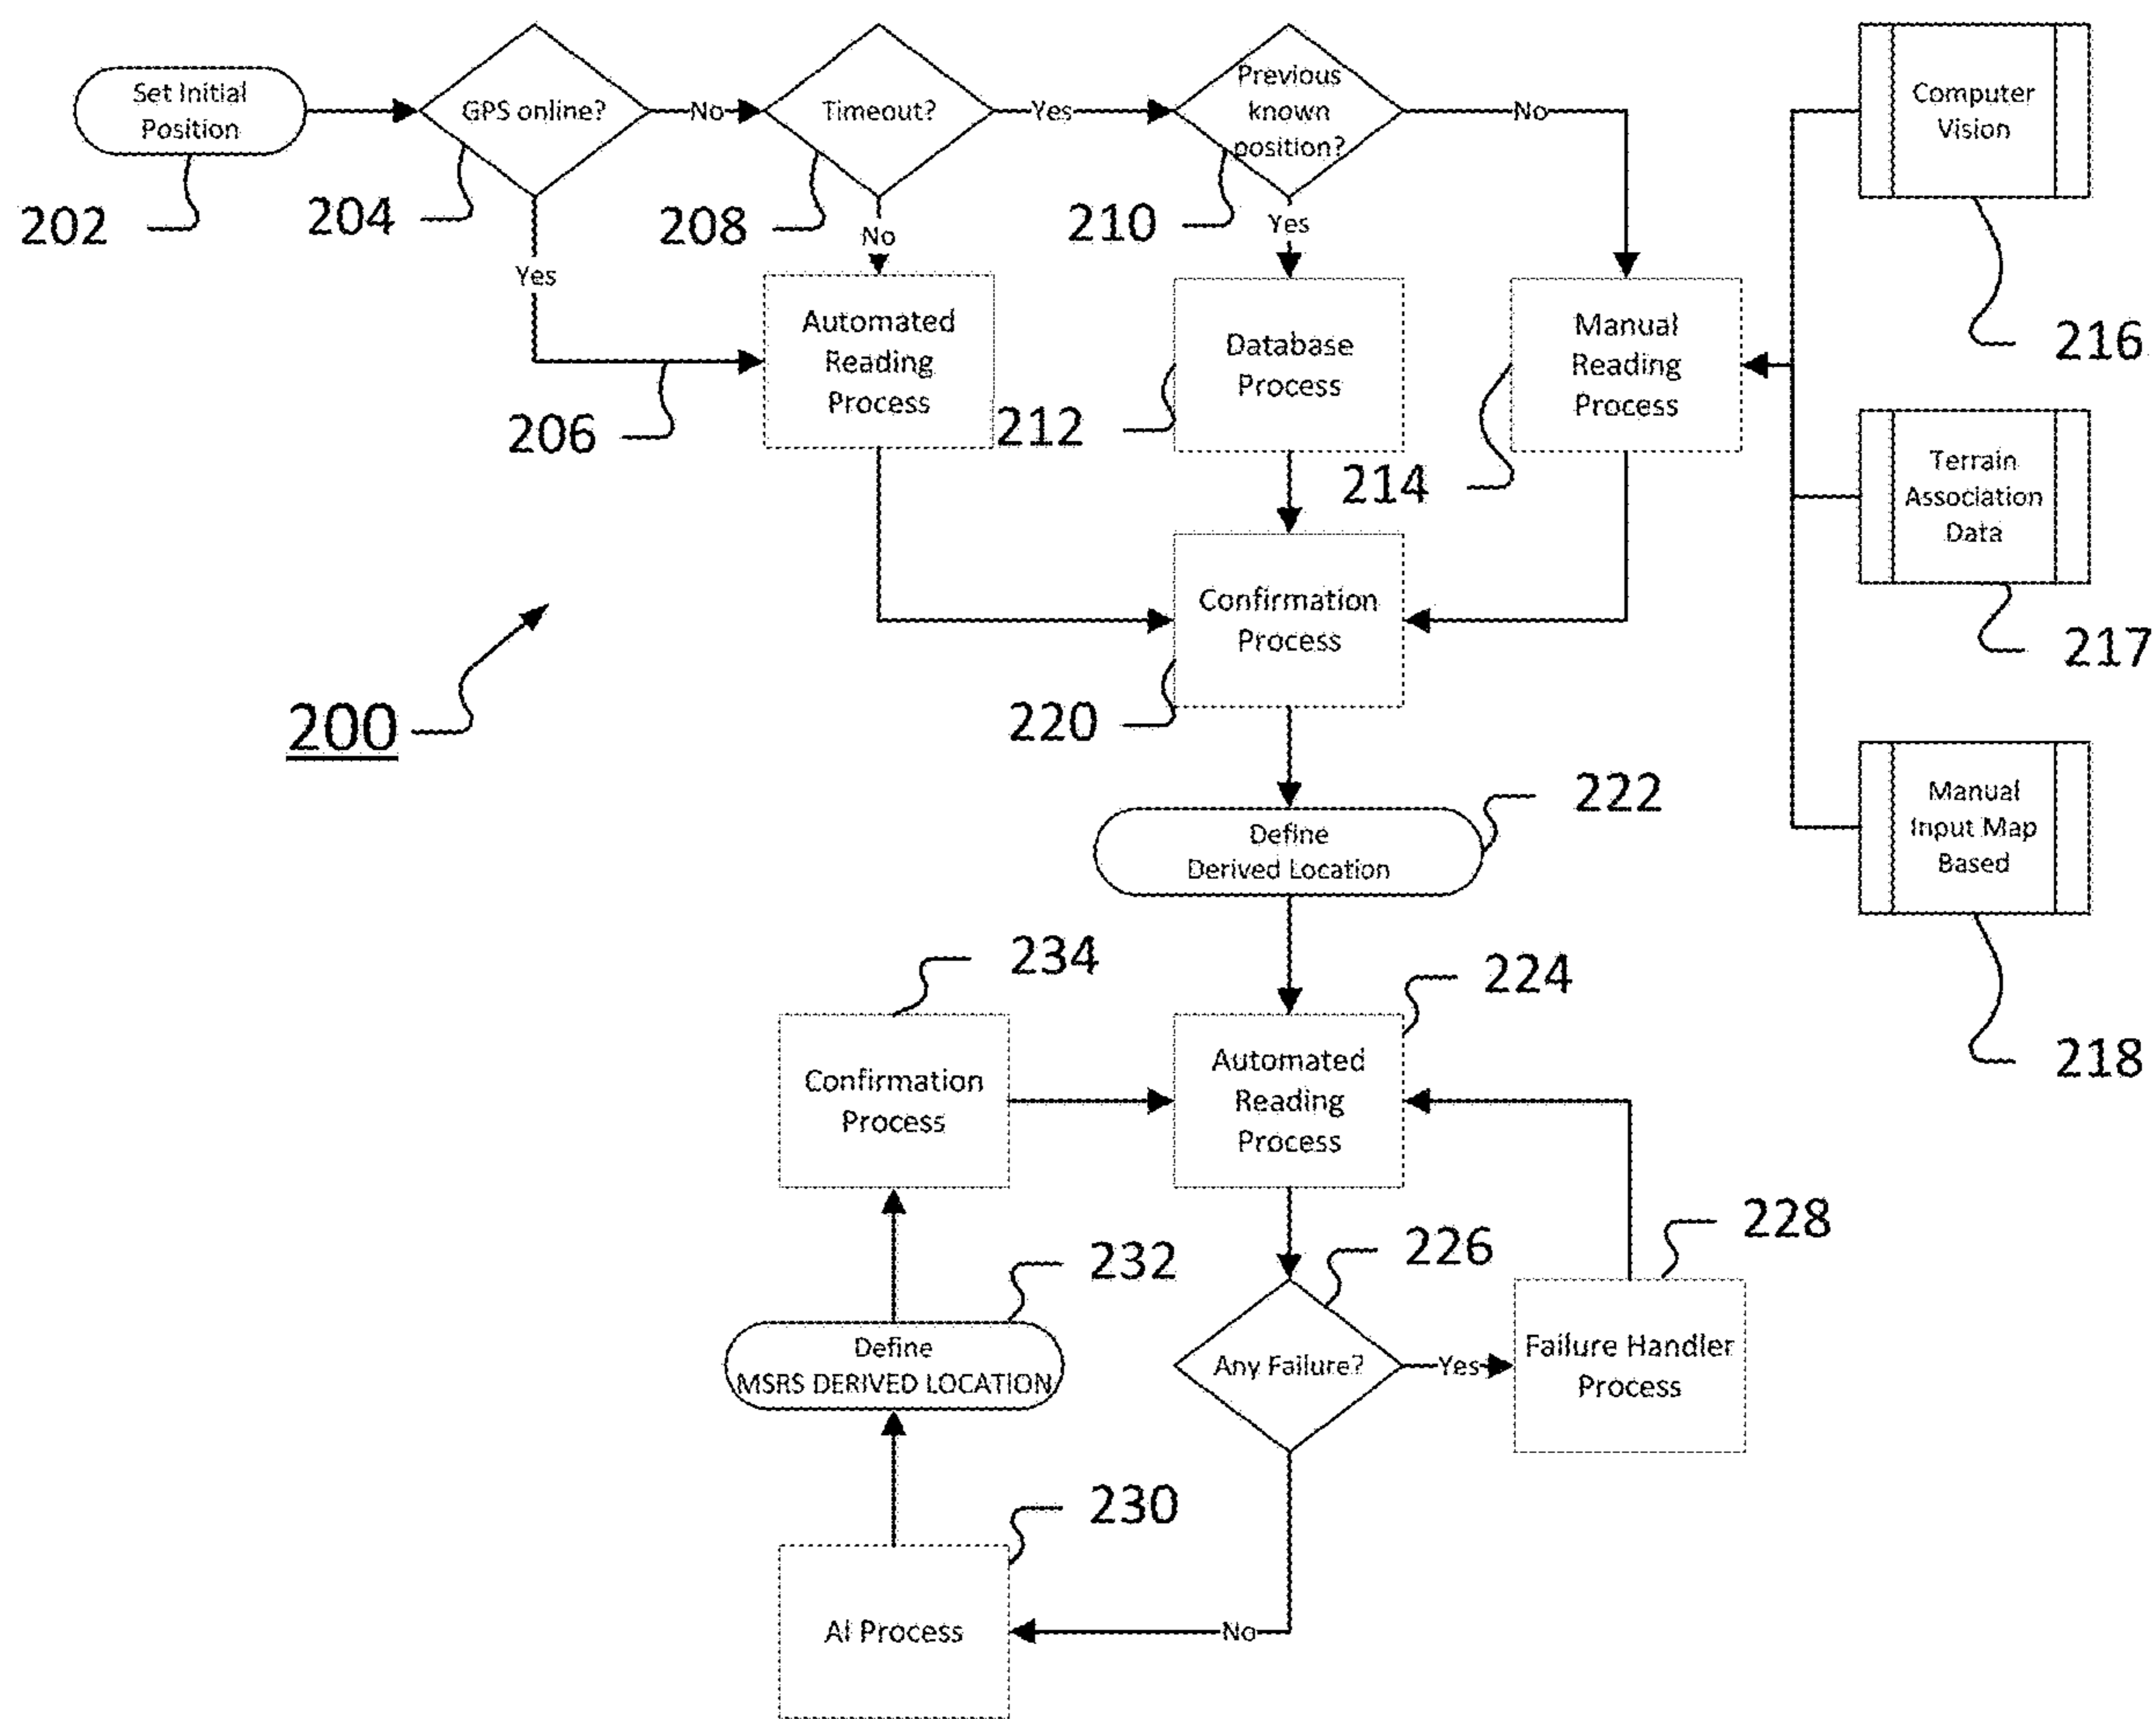 Set Initial
Position
202
GPS online?
204
No
Yes
206
Timeout?
208
Yes
No
Previous
known
position?
210
No
Yes
Automated
Reading
Process
Database
Process
212
Manual
Reading
Process
214
Computer
Vision
216
Terrain
Association
Data
217
Manual
Input Map
Based
218
Confirmation
Process
220
200
Define
Derived Location
222
Automated
Reading
Process
224
Confirmation
Process
234
Any Failure?
226
Yes
Failure Handler
Process
228
Define
MSRS DERIVED LOCATION
232
No
AI Process
230